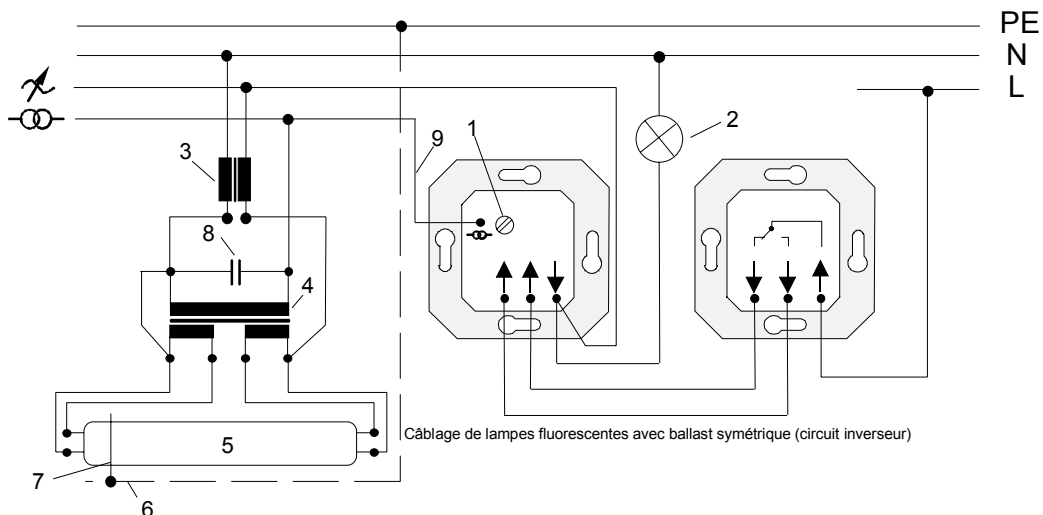 PE
N
L
1
2
9
3
8
4
5
Câblage de lampes fluorescentes avec ballast symétrique (circuit inverseur)
7
6